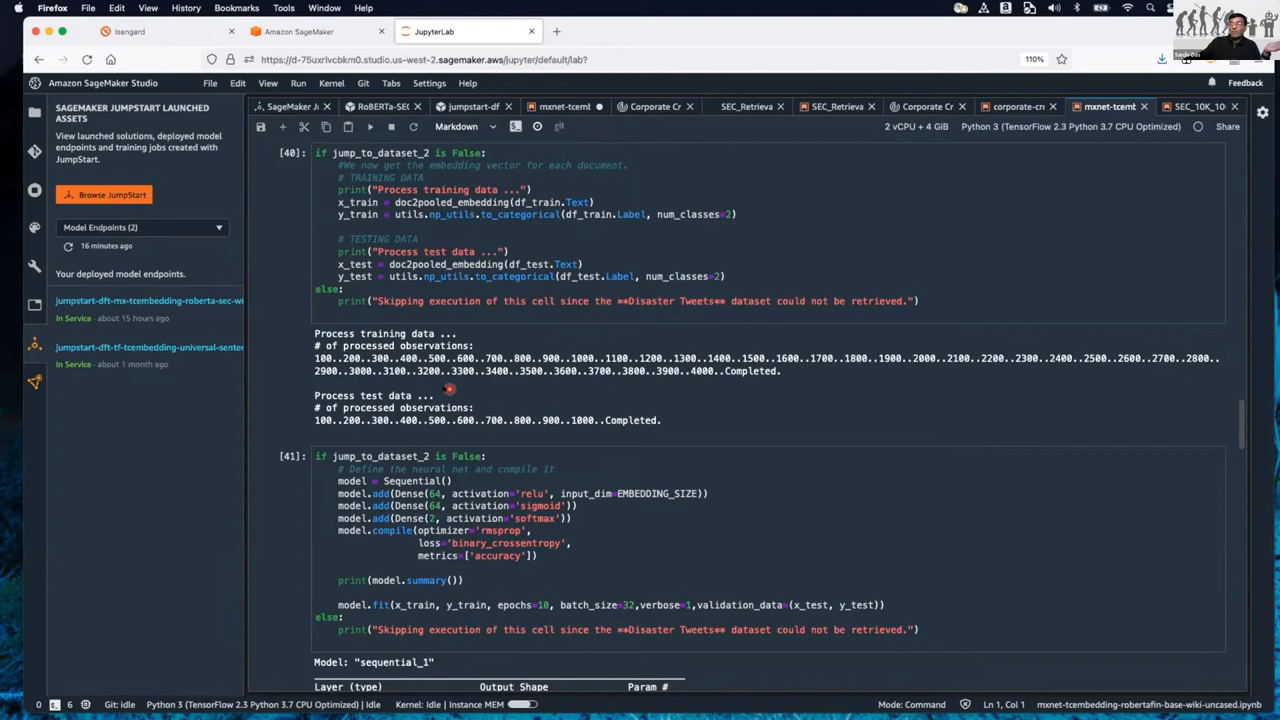 Firefox File Edit View History Bookmarks Tools Window Help
Isengard
Amazon SageMaker
JupyterLab
https://d-75uxrlvcbkm0.studio.us-west-2.sagemaker.aws/jupyter/default/lab?
110%
Sanjiv Das
Amazon SageMaker Studio
File Edit View Run Kernel Git Tabs Settings Help
Feedback
SAGEMAKER JUMPSTART LAUNCHED ASSETS
View launched solutions, deployed model
endpoints and training jobs created with
JumpStart.
Browse JumpStart
Model Endpoints (2)
16 minutes ago
Your deployed model endpoints.
jumpstart-dft-mx-tcembedding-roberta-sec-wi
In Service - about 15 hours ago
jumpstart-dft-tf-tcembedding-universal-senter
In Service - about 1 month ago
SageMaker J
RoBERTa-SEC
jumpstart-df
mxnet-tcemb
Corporate Cr
SEC_Retrieva
SEC_Retrieva
Corporate Cr
corporate-cre
mxnet-tcemb
SEC_10K_10
Markdown
2 vCPU + 4 GiB
Python 3 (TensorFlow 2.3 Python 3.7 CPU Optimized)
Share
[40]:
if jump_to_dataset_2 is False:
#We now get the embedding vector for each document.
# TRAINING DATA
print("Process training data ...")
x_train = doc2pooled_embedding(df_train.Text)
y_train = utils.np_utils.to_categorical(df_train.Label, num_classes=2)
# TESTING DATA
print("Process test data ...")
x_test = doc2pooled_embedding(df_test.Text)
y_test = utils.np_utils.to_categorical(df_test.Label, num_classes=2)
else:
print("Skipping execution of this cell since the **Disaster Tweets** dataset could not be retrieved.")
Process training data ...
# of processed observations:
100..200..300..400..500..600..700..800..900..1000..1100..1200..1300..1400..1500..1600..1700..1800..1900..2000..2100..2200..2300..2400..2500..2600..2700..2800..
2900..3000..3100..3200..3300..3400..3500..3600..3700..3800..3900..4000..Completed.
Process test data ...
# of processed observations:
100..200..300..400..500..600..700..800..900..1000..Completed.
[41]:
if jump_to_dataset_2 is False:
# Define the neural net and compile it
model = Sequential()
model.add(Dense(64, activation='relu', input_dim=EMBEDDING_SIZE))
model.add(Dense(64, activation='sigmoid'))
model.add(Dense(2, activation='softmax'))
model.compile(optimizer='rmsprop',
loss='binary_crossentropy',
metrics=['accuracy'])
print(model.summary())
model.fit(x_train, y_train, epochs=10, batch_size=32,verbose=1,validation_data=(x_test, y_test))
else:
print("Skipping execution of this cell since the **Disaster Tweets** dataset could not be retrieved.")
Model: "sequential_1"
Layer (type) Output Shape Param #
0 6 Git: idle Python 3 (TensorFlow 2.3 Python 3.7 CPU Optimized) | Idle Kernel: Idle | Instance MEM
Mode: Command Ln 1, Col 1 mxnet-tcembedding-robertafin-base-wiki-uncased.ipynb